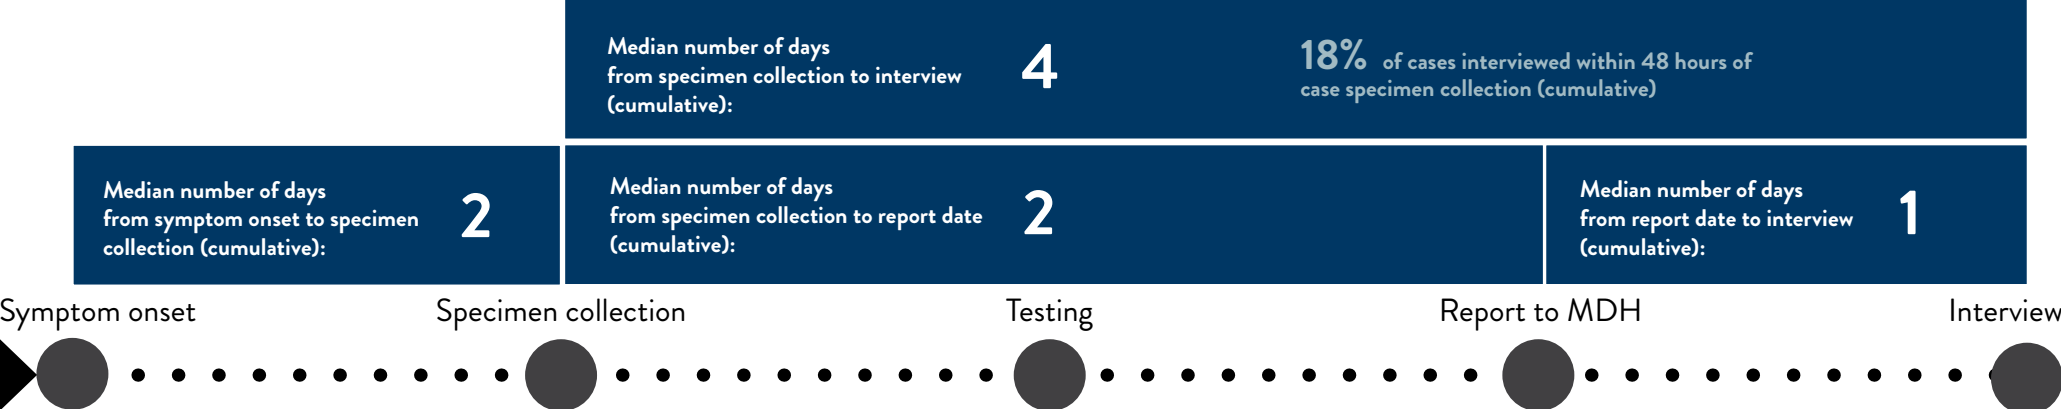 Median number of days
from specimen collection to interview
(cumulative):
4
18% of cases interviewed within 48 hours of
case specimen collection (cumulative)
Median number of days
from symptom onset to specimen
collection (cumulative):
2
Median number of days
from specimen collection to report date
(cumulative):
2
Median number of days
from report date to interview
(cumulative):
1
Symptom onset
Specimen collection
Testing
Report to MDH
Interview